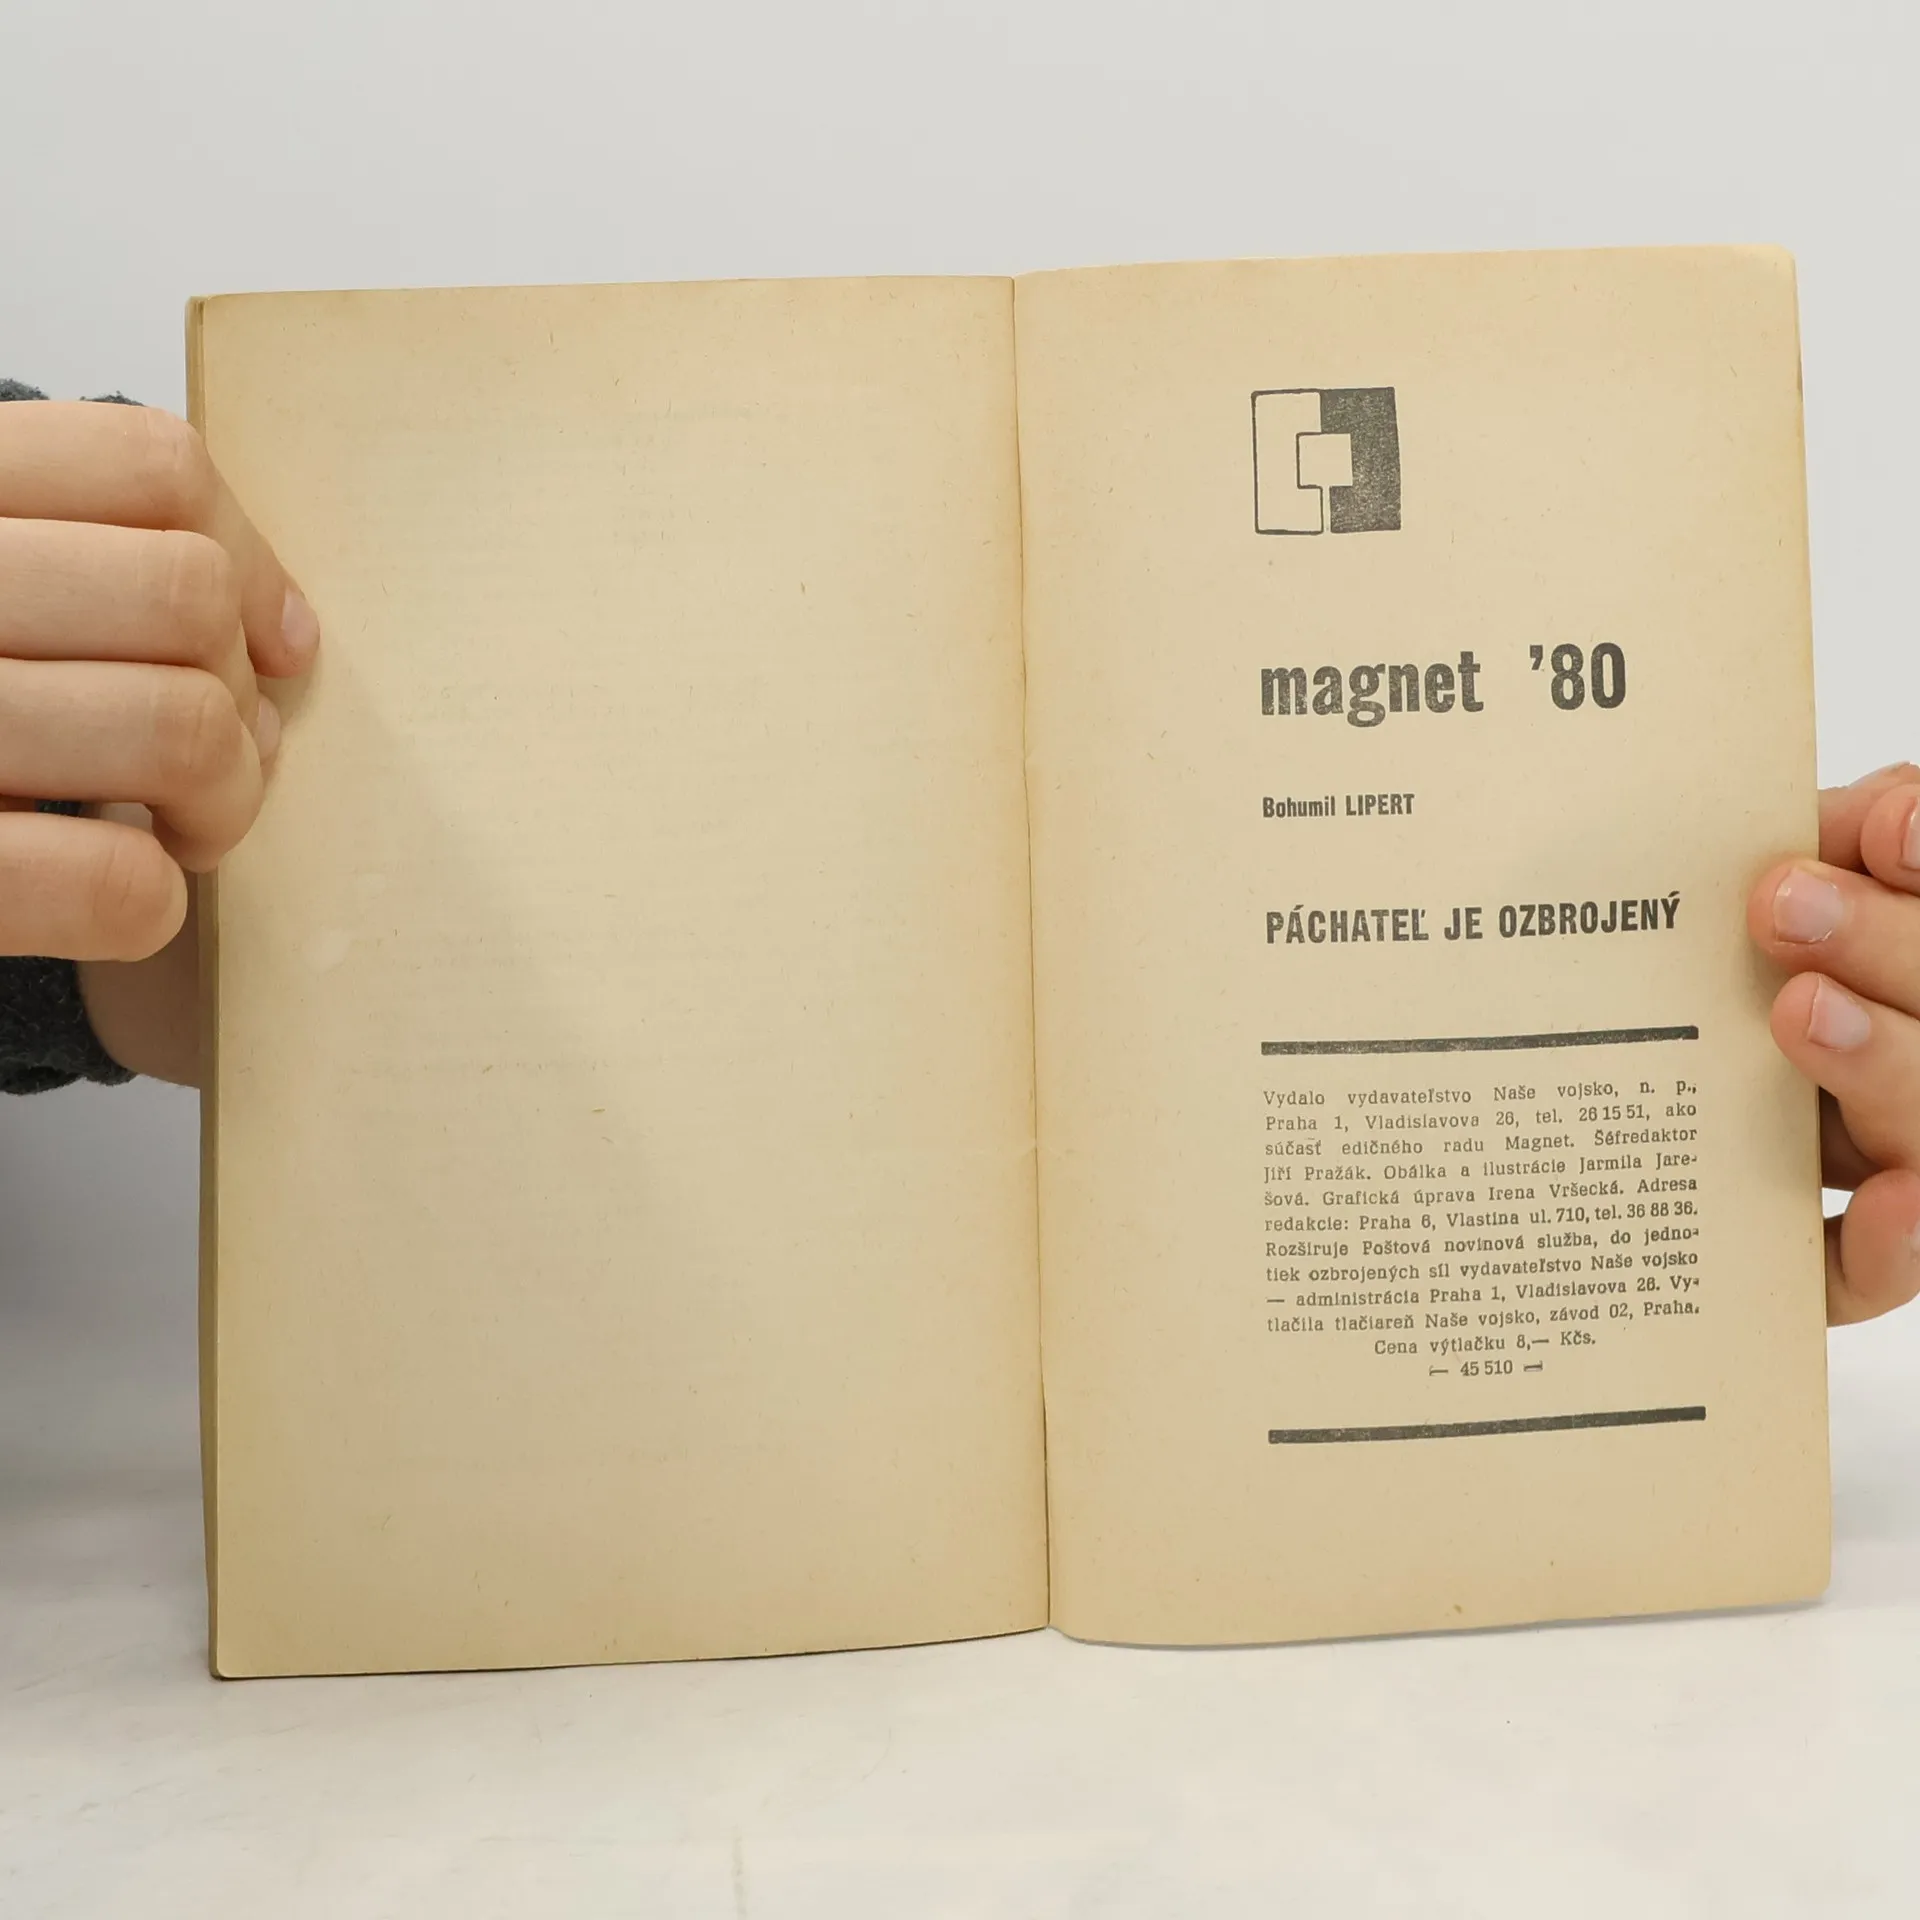 magnet ’80
Bohumil LIPERT
PÁCHATEĽ JE OZBROJENÝ
Vydalo vydavateľstvo Naše vojsko, n. p.,
Praha 1, Vladislavova 26, tel. 26 15 51, ako
súčasť edičného radu Magnet. Šéfredaktor
Jiří Pražák. Obálka a ilustrácie Jarmila Jare-
šová. Grafická úprava Irena Vršecká. Adresa
redakcie: Praha 6, Vlastina ul. 710, tel. 36 88 36.
Rozširuje Poštová novinová služba, do jedno-
tiek ozbrojených síl vydavateľstvo Naše vojsko
— administrácia Praha 1, Vladislavova 26. Vy-
tlačila tlačiareň Naše vojsko, závod 02, Praha.
Cena výtlačku 8,— Kčs.
— 45 510 —